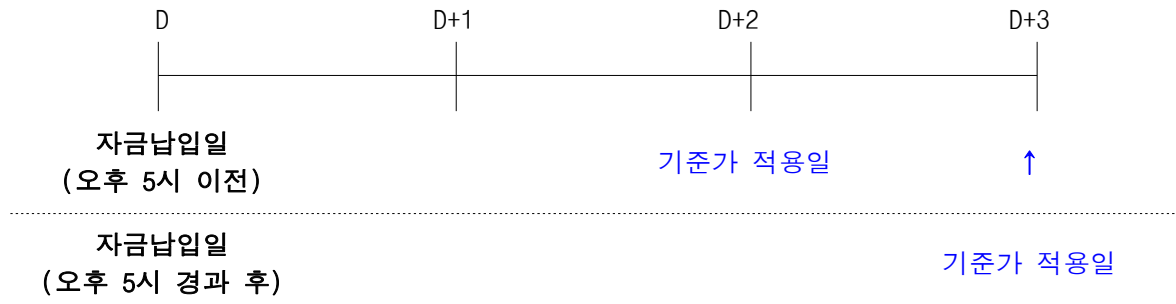 D D+1 D+2 D+3
자금납입일
(오후 5시 이전)
기준가 적용일 ↑
자금납입일
(오후 5시 경과 후)
기준가 적용일